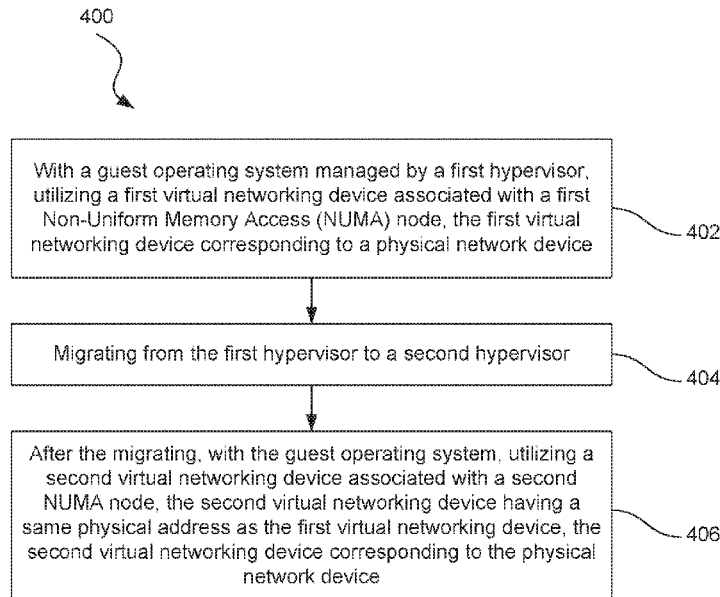 400
With a guest operating system managed by a first hypervisor,
utilizing a first virtual networking device associated with a first
Non-Uniform Memory Access (NUMA) node, the first virtual
networking device corresponding to a physical network device
402
Migrating from the first hypervisor to a second hypervisor
404
After the migrating, with the guest operating system, utilizing a
second virtual networking device associated with a second
NUMA node, the second virtual networking device having a
same physical address as the first virtual networking device, the
second virtual networking device corresponding to the physical
network device
406